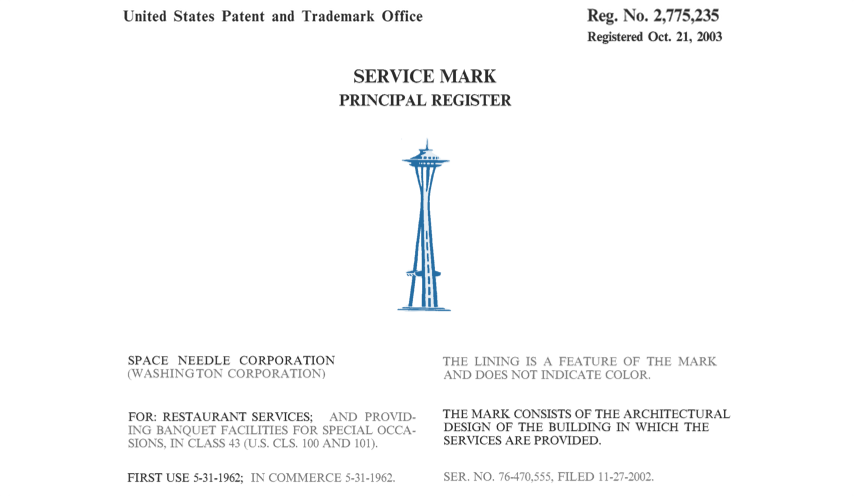 United States Patent and Trademark Office
Reg. No. 2,775,235
Registered Oct. 21, 2003
SERVICE MARK
PRINCIPAL REGISTER
SPACE NEEDLE CORPORATION
(WASHINGTON CORPORATION)
FOR: RESTAURANT SERVICES; AND PROVID-
ING BANQUET FACILITIES FOR SPECIAL OCCA-
SIONS, IN CLASS 43 (U.S. CLS. 100 AND 101).
FIRST USE 5-31-1962; IN COMMERCE 5-31-1962.
THE LINING IS A FEATURE OF THE MARK
AND DOES NOT INDICATE COLOR.
THE MARK CONSISTS OF THE ARCHITECTURAL
DESIGN OF THE BUILDING IN WHICH THE
SERVICES ARE PROVIDED.
SER. NO. 76-470,555, FILED 11-27-2002.